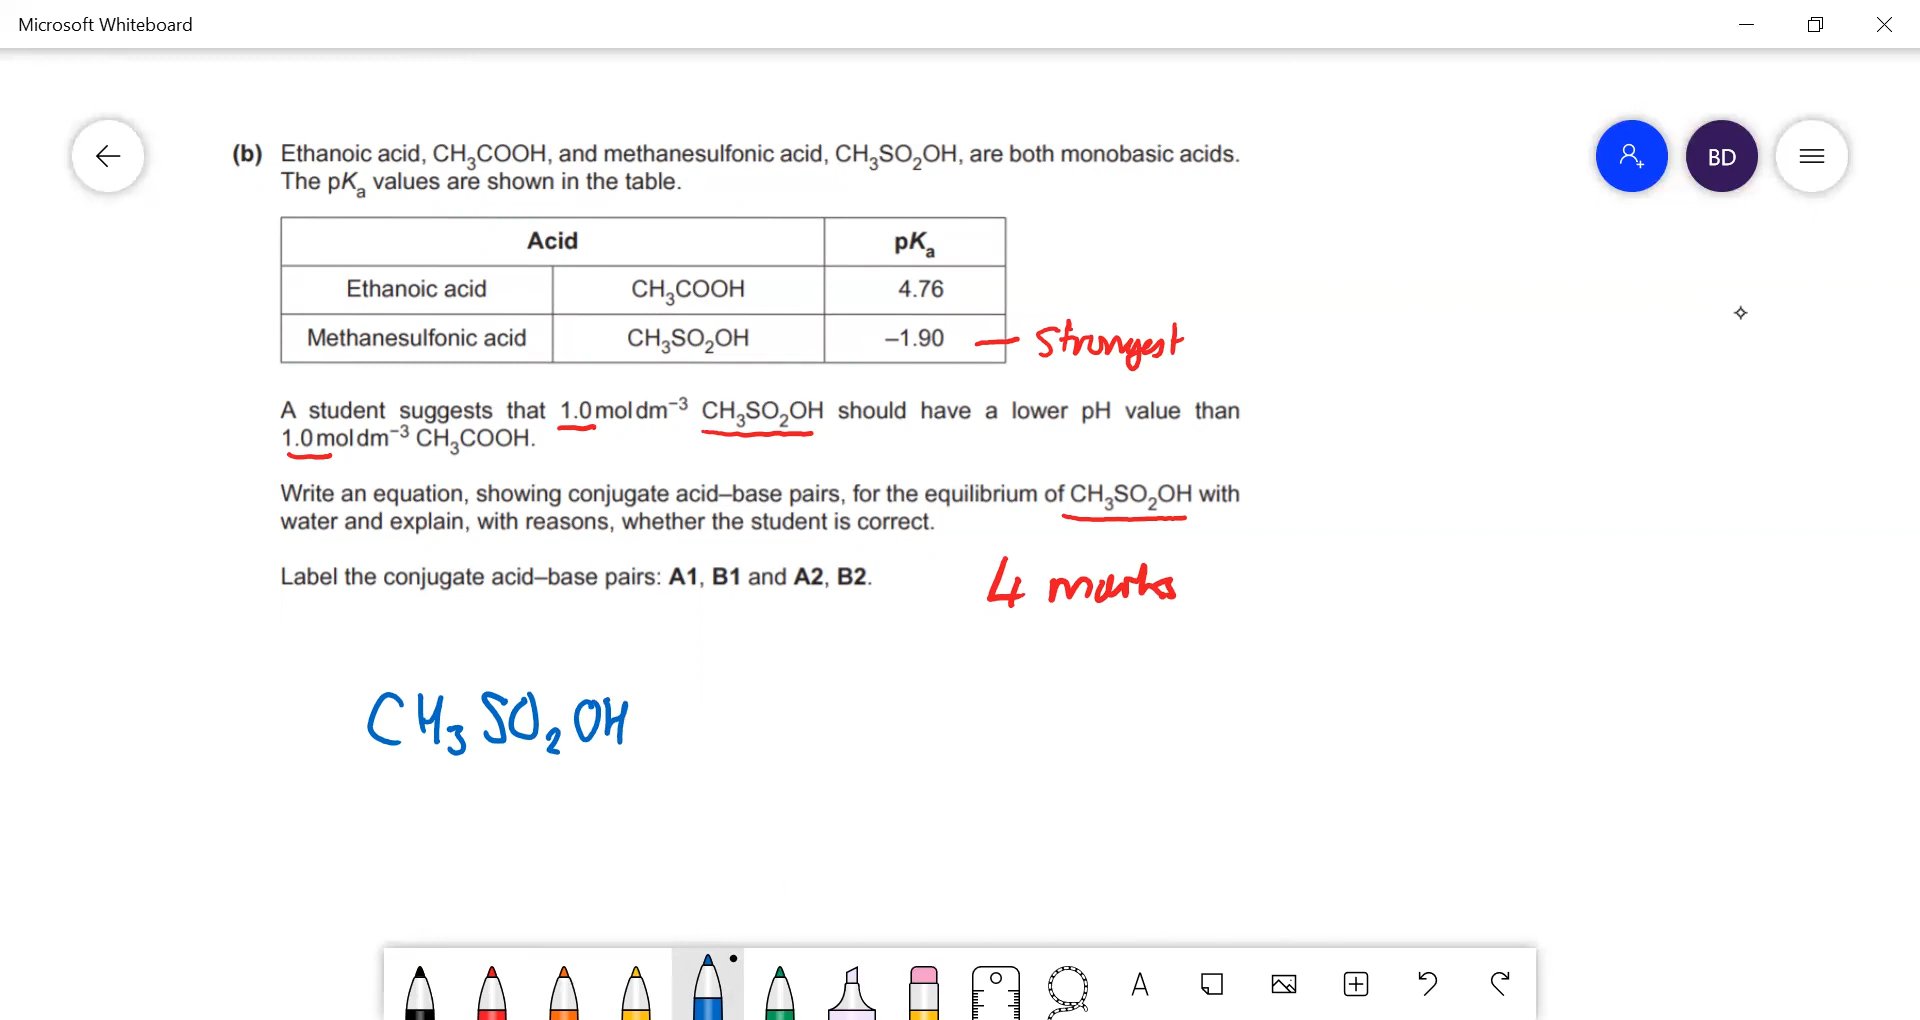 Microsoft Whiteboard
(b) Ethanoic acid, CH₃COOH, and methanesulfonic acid, CH₃SO₂OH, are both monobasic acids.
The pKₐ values are shown in the table.
BD
Acid pKₐ
Ethanoic acid CH₃COOH 4.76
Methanesulfonic acid CH₃SO₂OH –1.90 — Strongest
A student suggests that 1.0 mol dm⁻³ CH₃SO₂OH should have a lower pH value than
1.0 mol dm⁻³ CH₃COOH.
Write an equation, showing conjugate acid–base pairs, for the equilibrium of CH₃SO₂OH with
water and explain, with reasons, whether the student is correct.
Label the conjugate acid–base pairs: A1, B1 and A2, B2.
4 marks
CH₃SO₂OH
A